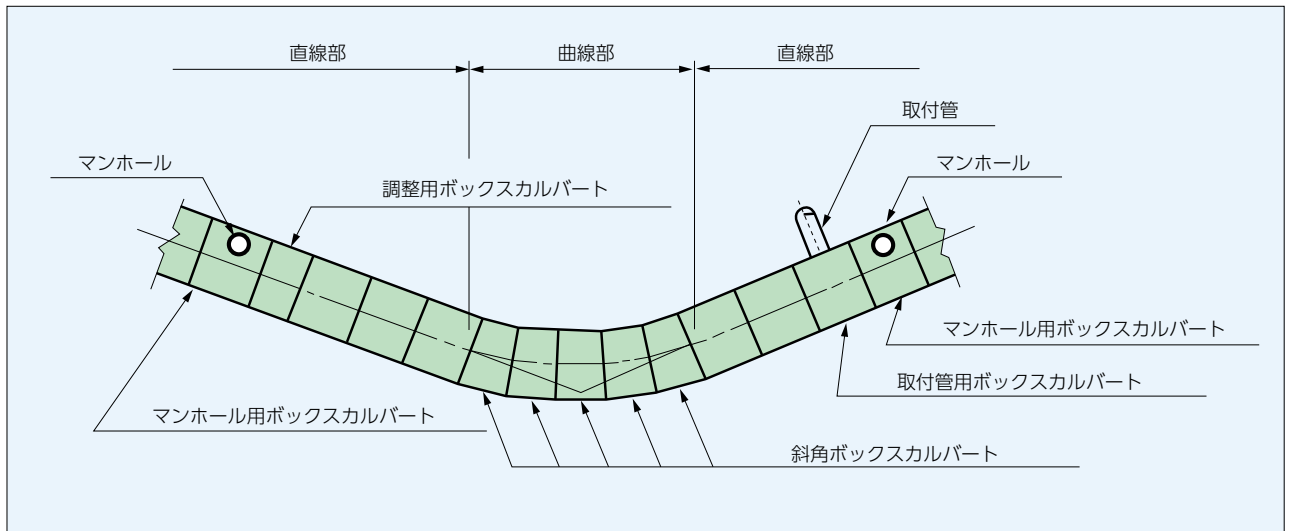 直線部
曲線部
直線部
取付管
マンホール
マンホール
調整用ボックスカルバート
マンホール用ボックスカルバート
取付管用ボックスカルバート
マンホール用ボックスカルバート
斜角ボックスカルバート